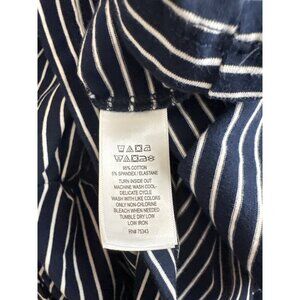 95% COTTON
5% SPANDEX / ELASTANE
TURN INSIDE OUT
MACHINE WASH COOL-
DELICATE CYCLE
WASH WITH LIKE COLORS
ONLY NON-CHLORINE
BLEACH WHEN NEEDED
TUMBLE DRY LOW
LOW IRON
RN# 75343